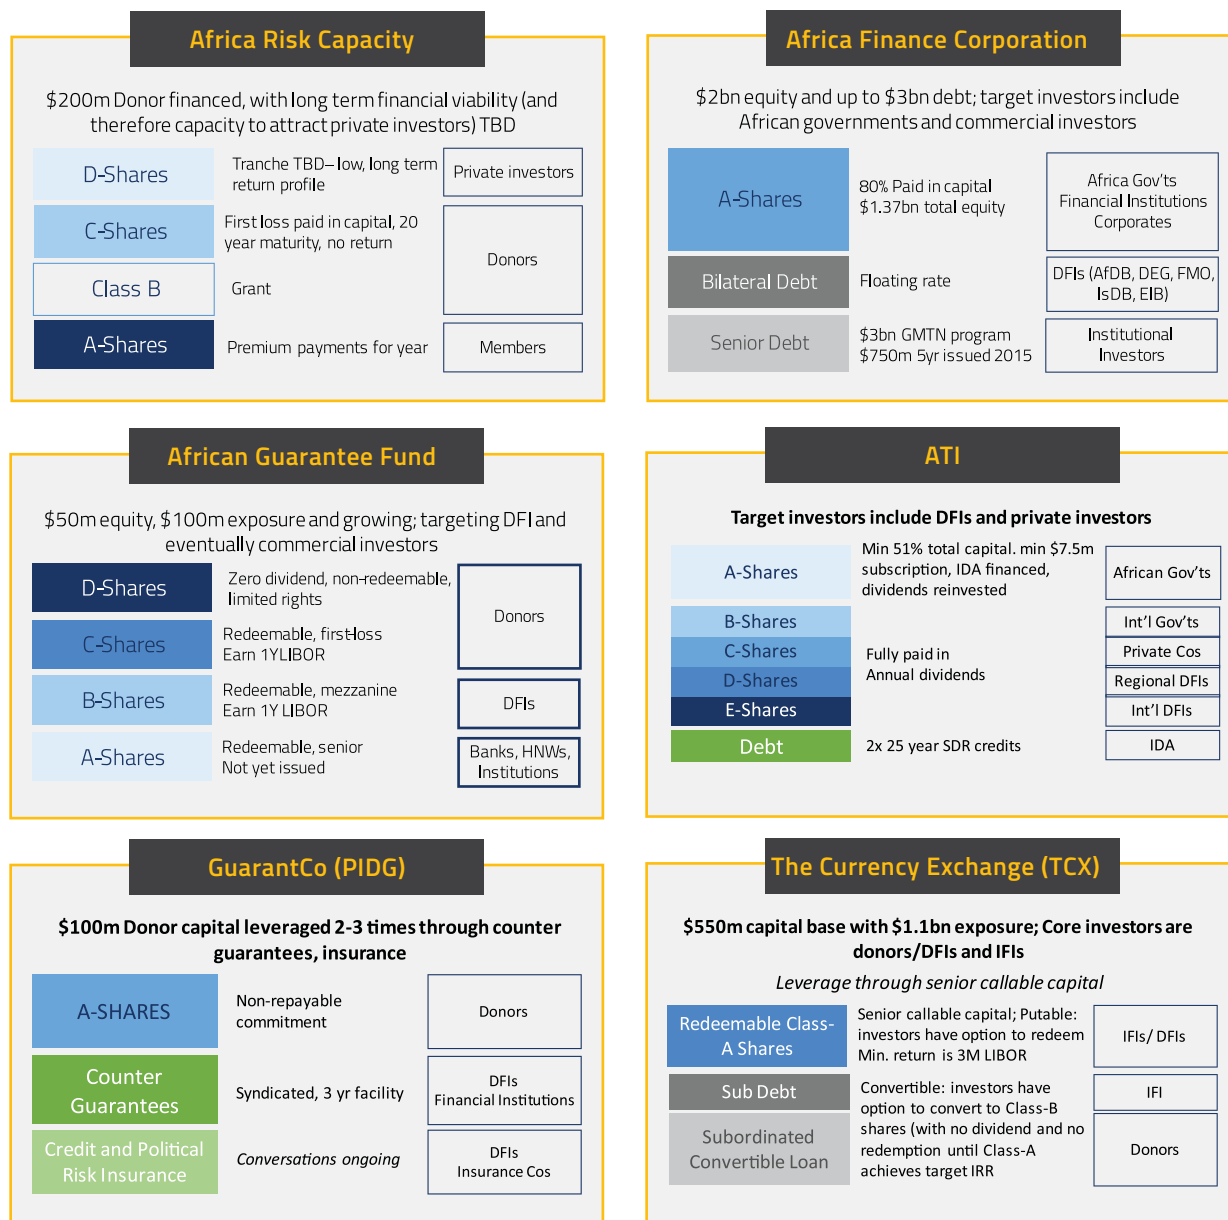 Africa Risk Capacity
$200m Donor financed, with long term financial viability (and
therefore capacity to attract private investors) TBD
D-Shares
Tranche TBD– low, long term
return profile
Private investors
C-Shares
First loss paid in capital, 20
year maturity, no return
Donors
Class B
Grant
A-Shares
Premium payments for year
Members
Africa Finance Corporation
$2bn equity and up to $3bn debt; target investors include
African governments and commercial investors
A-Shares
80% Paid in capital
$1.37bn total equity
Africa Gov'ts
Financial Institutions
Corporates
Bilateral Debt
Floating rate
DFIs (AfDB, DEG, FMO,
IsDB, EIB)
Senior Debt
$3bn GMTN program
$750m 5yr issued 2015
Institutional
Investors
African Guarantee Fund
$50m equity, $100m exposure and growing; targeting DFI and
eventually commercial investors
D-Shares
Zero dividend, non-redeemable,
limited rights
Donors
C-Shares
Redeemable, first-loss
Earn 1YLIBOR
B-Shares
Redeemable, mezzanine
Earn 1Y LIBOR
DFIs
A-Shares
Redeemable, senior
Not yet issued
Banks, HNWs,
Institutions
ATI
Target investors include DFIs and private investors
A-Shares
Min 51% total capital. min $7.5m
subscription, IDA financed,
dividends reinvested
African Gov'ts
B-Shares
Int'l Gov'ts
C-Shares
Fully paid in
Annual dividends
Private Cos
D-Shares
Regional DFIs
E-Shares
Int'l DFIs
Debt
2x 25 year SDR credits
IDA
GuarantCo (PIDG)
$100m Donor capital leveraged 2-3 times through counter
guarantees, insurance
A-SHARES
Non-repayable
commitment
Donors
Counter
Guarantees
Syndicated, 3 yr facility
DFIs
Financial Institutions
Credit and Political
Risk Insurance
Conversations ongoing
DFIs
Insurance Cos
The Currency Exchange (TCX)
$550m capital base with $1.1bn exposure; Core investors are
donors/DFIs and IFIs
Leverage through senior callable capital
Redeemable Class-
A Shares
Senior callable capital; Putable:
investors have option to redeem
Min. return is 3M LIBOR
IFIs/ DFIs
Sub Debt
IFI
Subordinated
Convertible Loan
Convertible: investors have
option to convert to Class-B
shares (with no dividend and no
redemption until Class-A
achieves target IRR
Donors